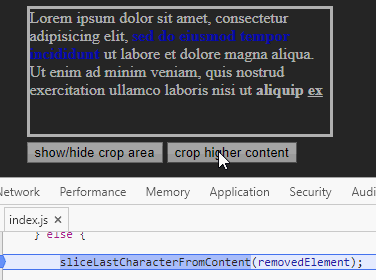 Lorem ipsum dolor sit amet, consectetur
adipisicing elit, sed do eiusmod tempor
incididunt ut labore et dolore magna aliqua.
Ut enim ad minim veniam, quis nostrud
exercitation ullamco laboris nisi ut aliquip ex
show/hide crop area crop higher content
Network Performance Memory Application Security Audi
index.js ×
} else {
sliceLastCharacterFromContent(removedElement);